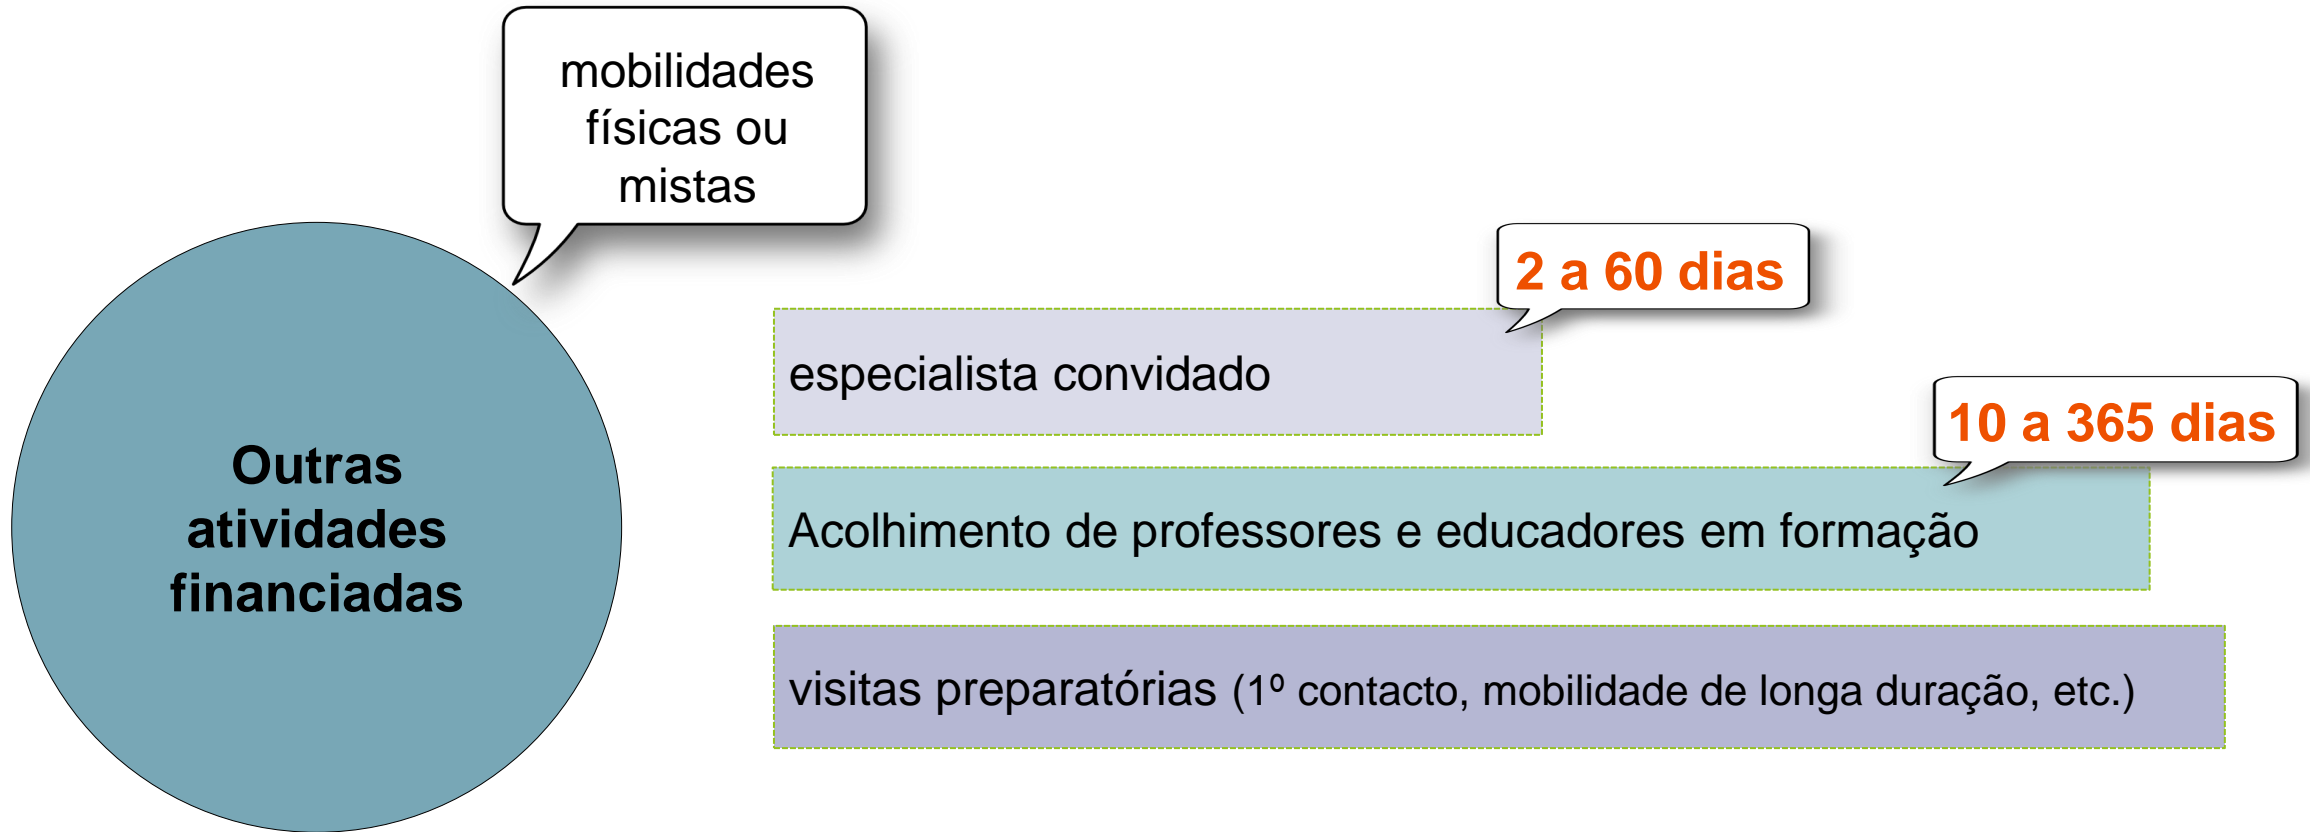 mobilidades
físicas ou
mistas
Outras
atividades
financiadas
2 a 60 dias
especialista convidado
10 a 365 dias
Acolhimento de professores e educadores em formação
visitas preparatórias (1º contacto, mobilidade de longa duração, etc.)